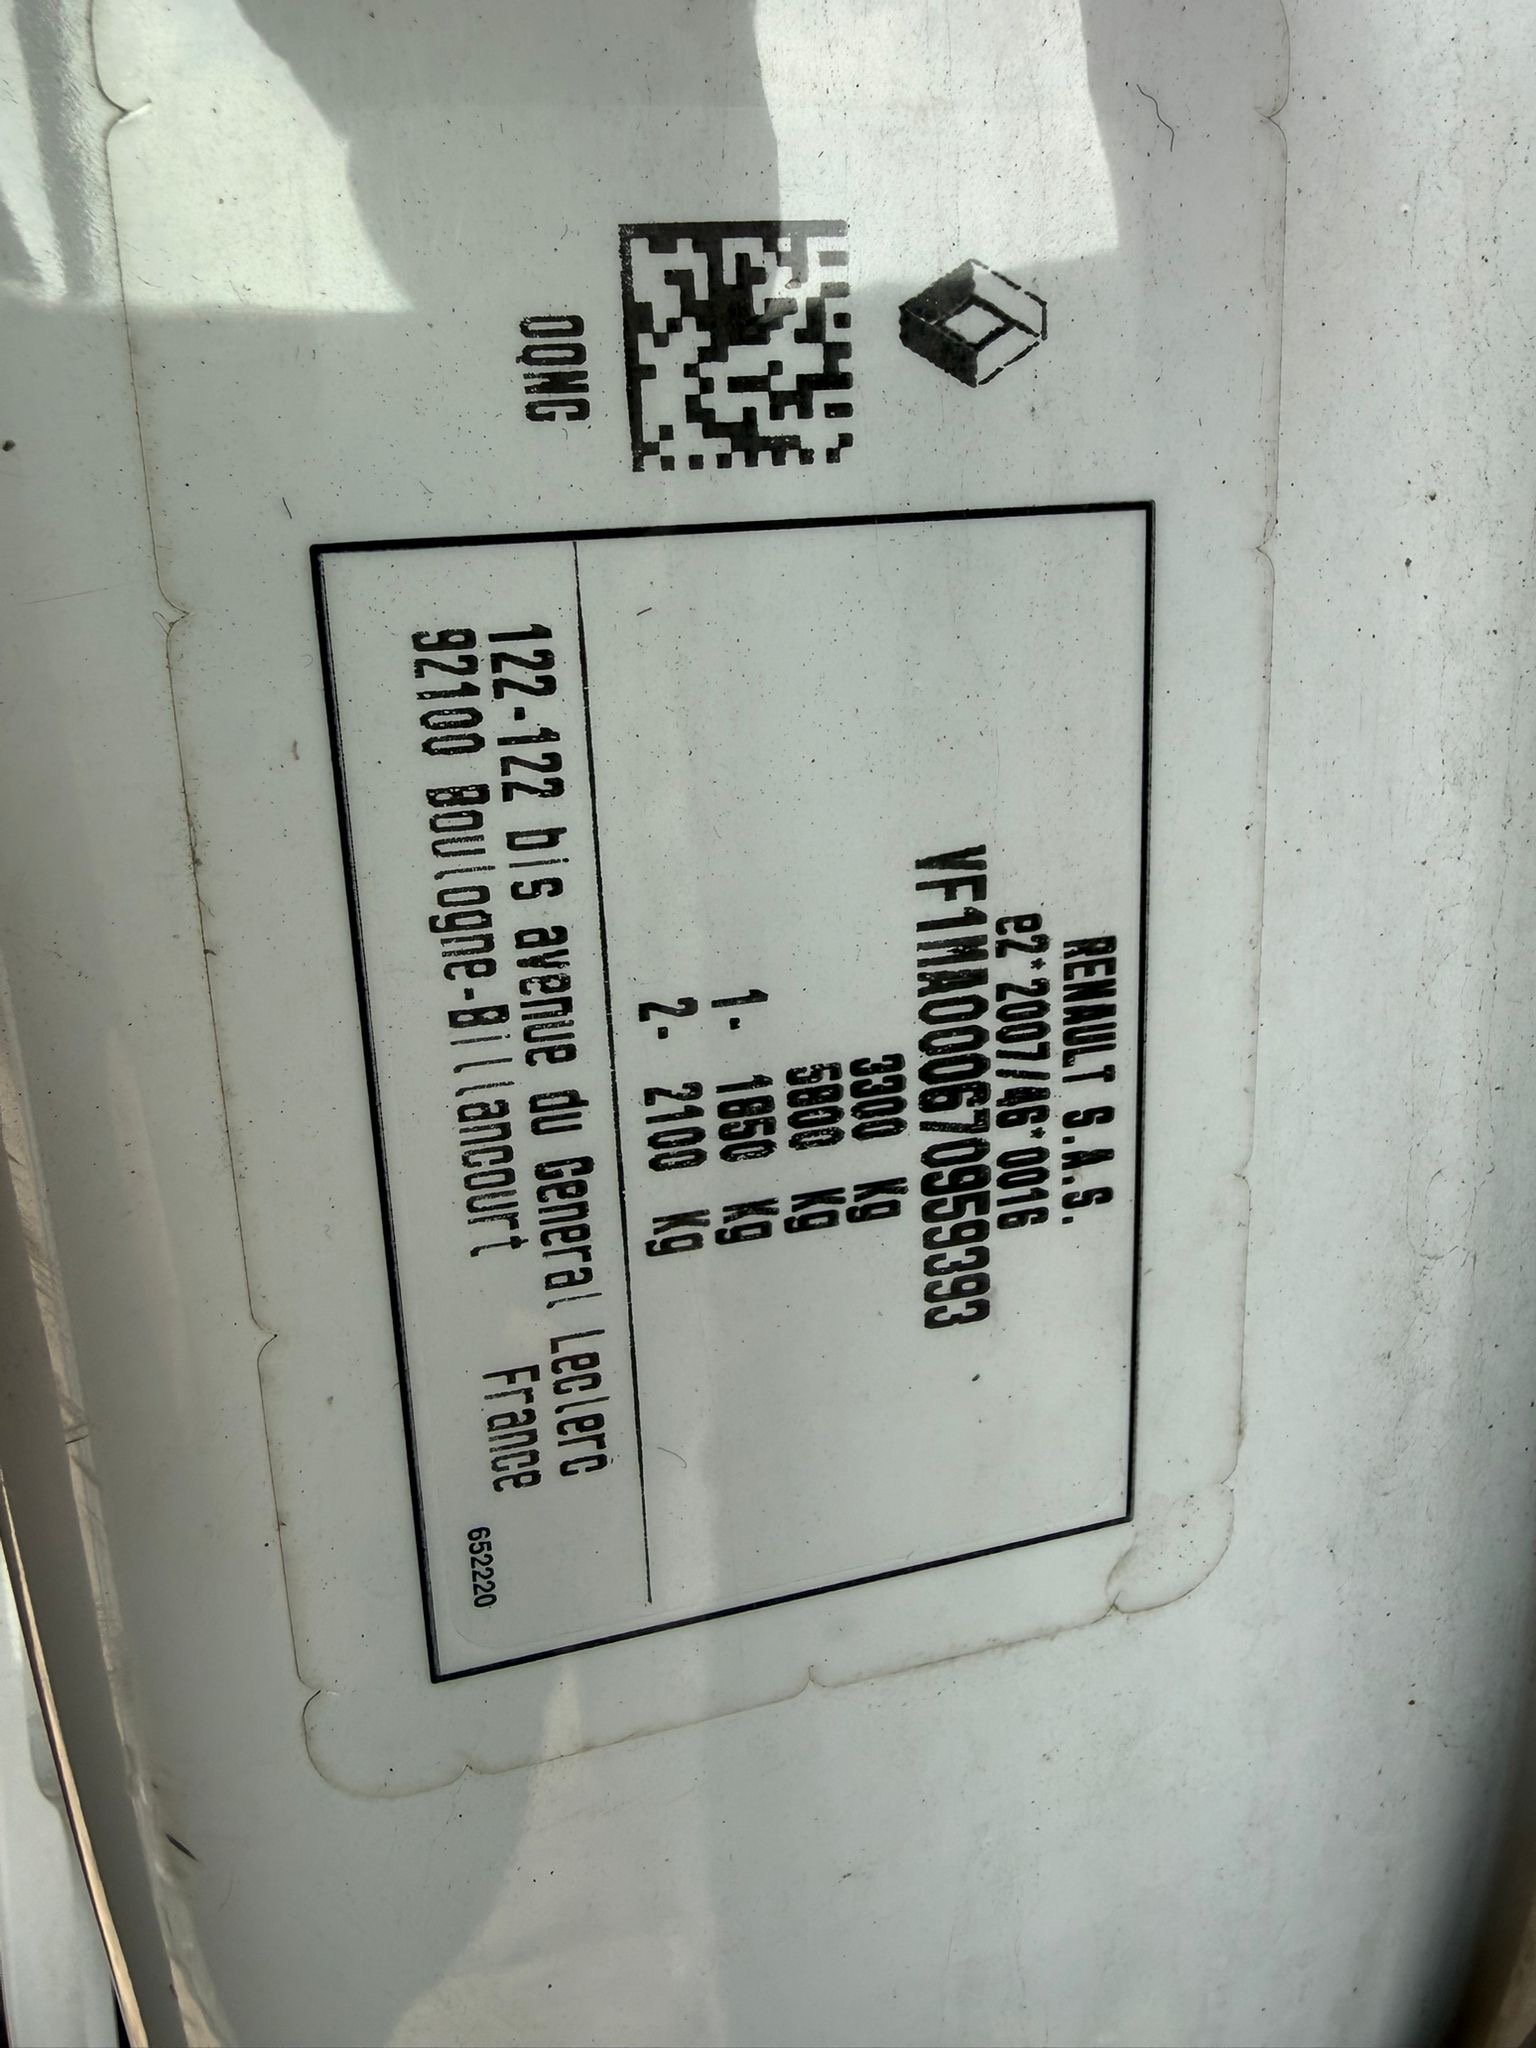 OQNG
RENAULT S.A.S.
e2*2007/46*0016
VF1MA000670959393
3300 Kg
5800 Kg
1- 1850 Kg
2- 2100 Kg
122-122 bis avenue du General Leclerc
92100 Boulogne-Billancourt France
652220